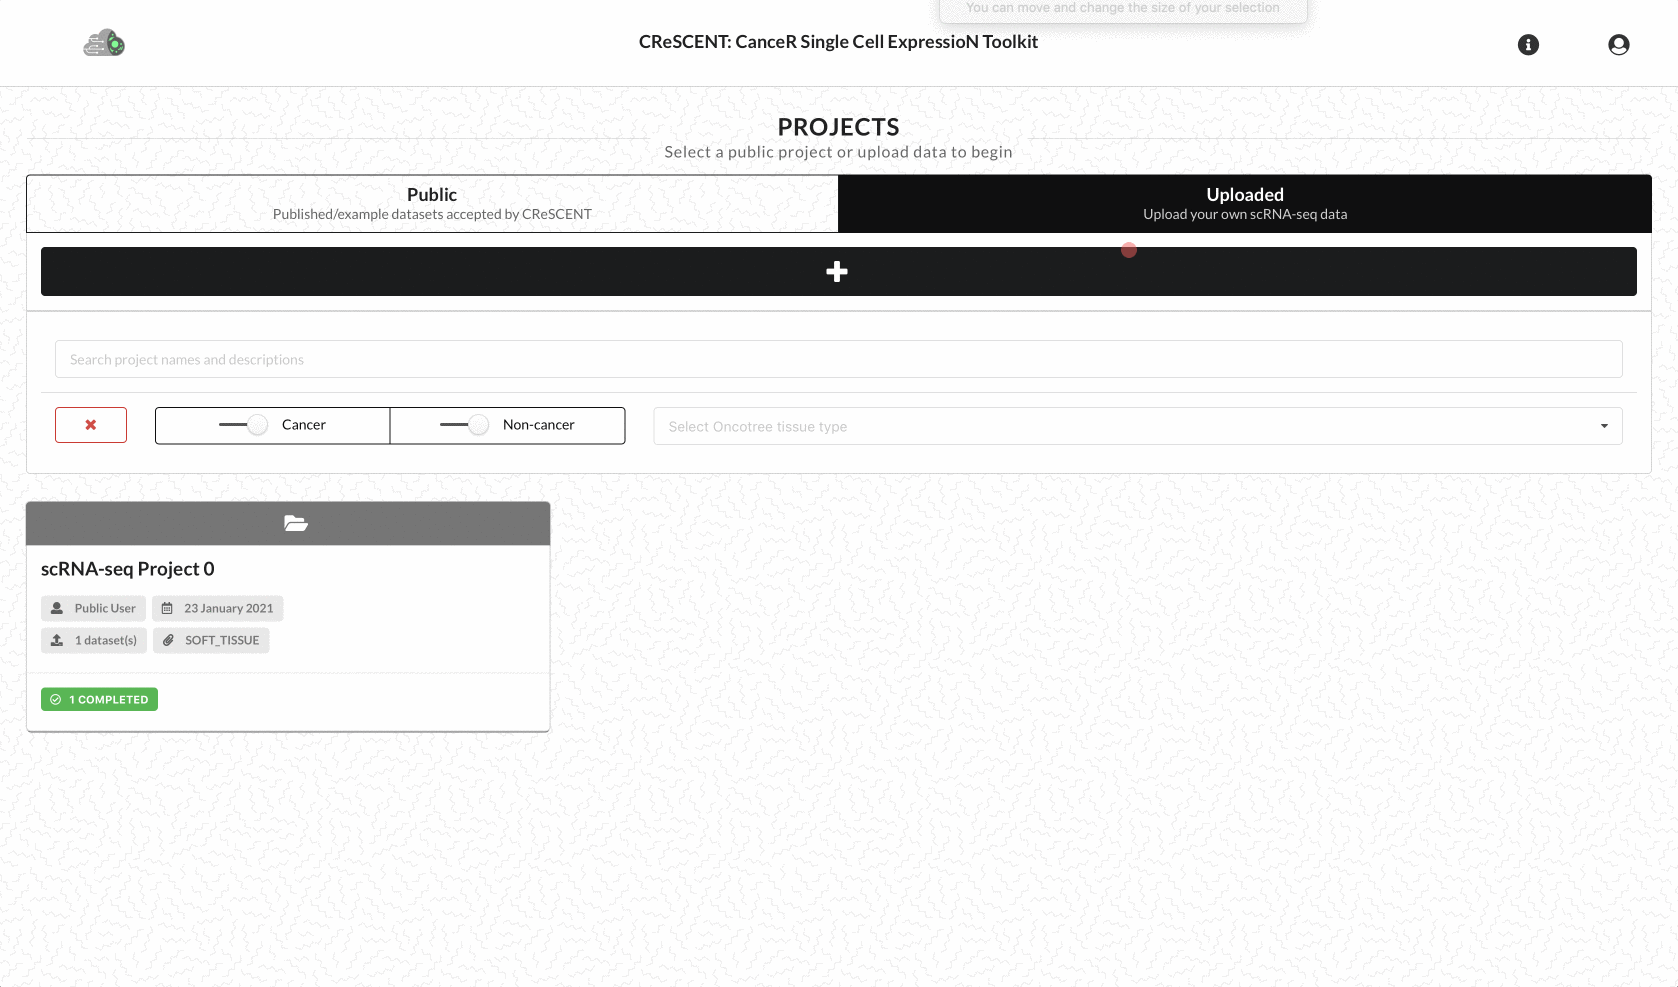 You can move and change the size of your selection
CReSCENT: CanceR Single Cell ExpressioN Toolkit
PROJECTS
Select a public project or upload data to begin
Public
Published/example datasets accepted by CReSCENT
Uploaded
Upload your own scRNA-seq data
Search project names and descriptions
Cancer
Non-cancer
Select Oncotree tissue type
scRNA-seq Project 0
Public User
23 January 2021
1 dataset(s)
SOFT_TISSUE
1 COMPLETED